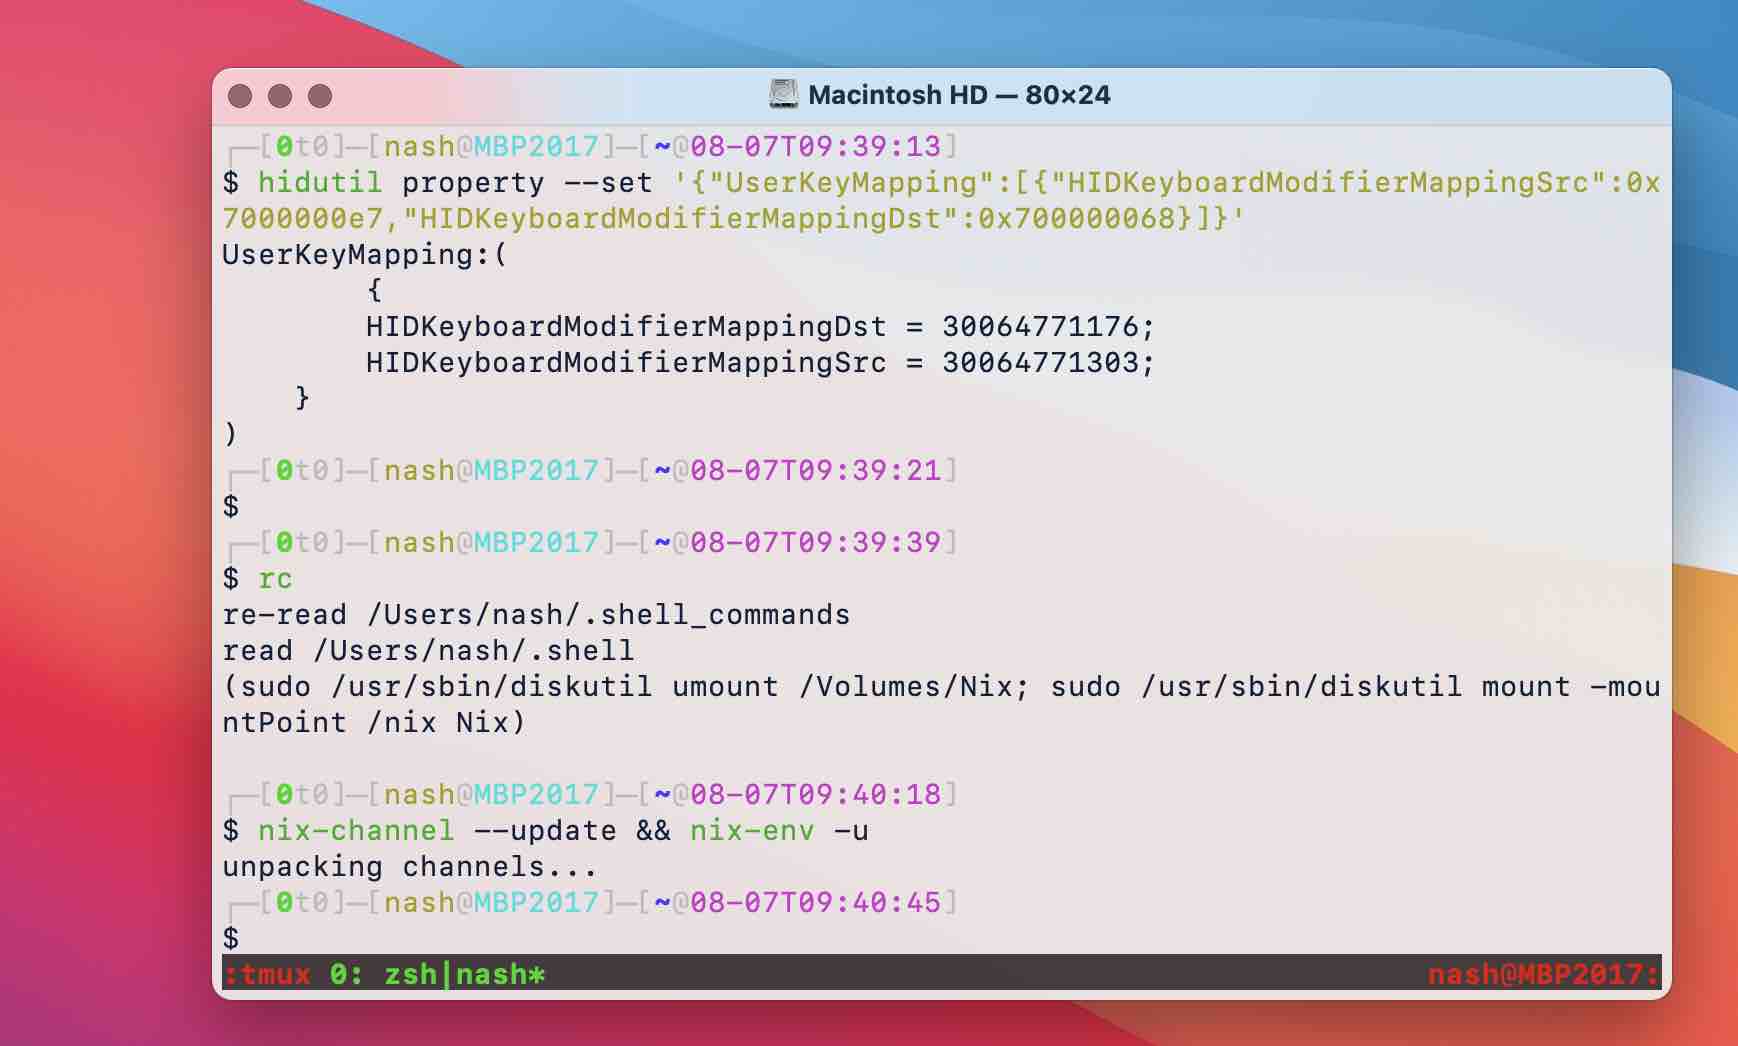 Macintosh HD — 80×24
┌─[0t0]—[nash@MBP2017]—[~@08-07T09:39:13]
$ hidutil property --set '{"UserKeyMapping":[{"HIDKeyboardModifierMappingSrc":0x
7000000e7,"HIDKeyboardModifierMappingDst":0x700000068}]}'
UserKeyMapping:(
        {
        HIDKeyboardModifierMappingDst = 30064771176;
        HIDKeyboardModifierMappingSrc = 30064771303;
    }
)
┌─[0t0]—[nash@MBP2017]—[~@08-07T09:39:21]
$
┌─[0t0]—[nash@MBP2017]—[~@08-07T09:39:39]
$ rc
re-read /Users/nash/.shell_commands
read /Users/nash/.shell
(sudo /usr/sbin/diskutil umount /Volumes/Nix; sudo /usr/sbin/diskutil mount -mou
ntPoint /nix Nix)
┌─[0t0]—[nash@MBP2017]—[~@08-07T09:40:18]
$ nix-channel --update && nix-env -u
unpacking channels...
┌─[0t0]—[nash@MBP2017]—[~@08-07T09:40:45]
$
:tmux 0: zsh|nash* nash@MBP2017: